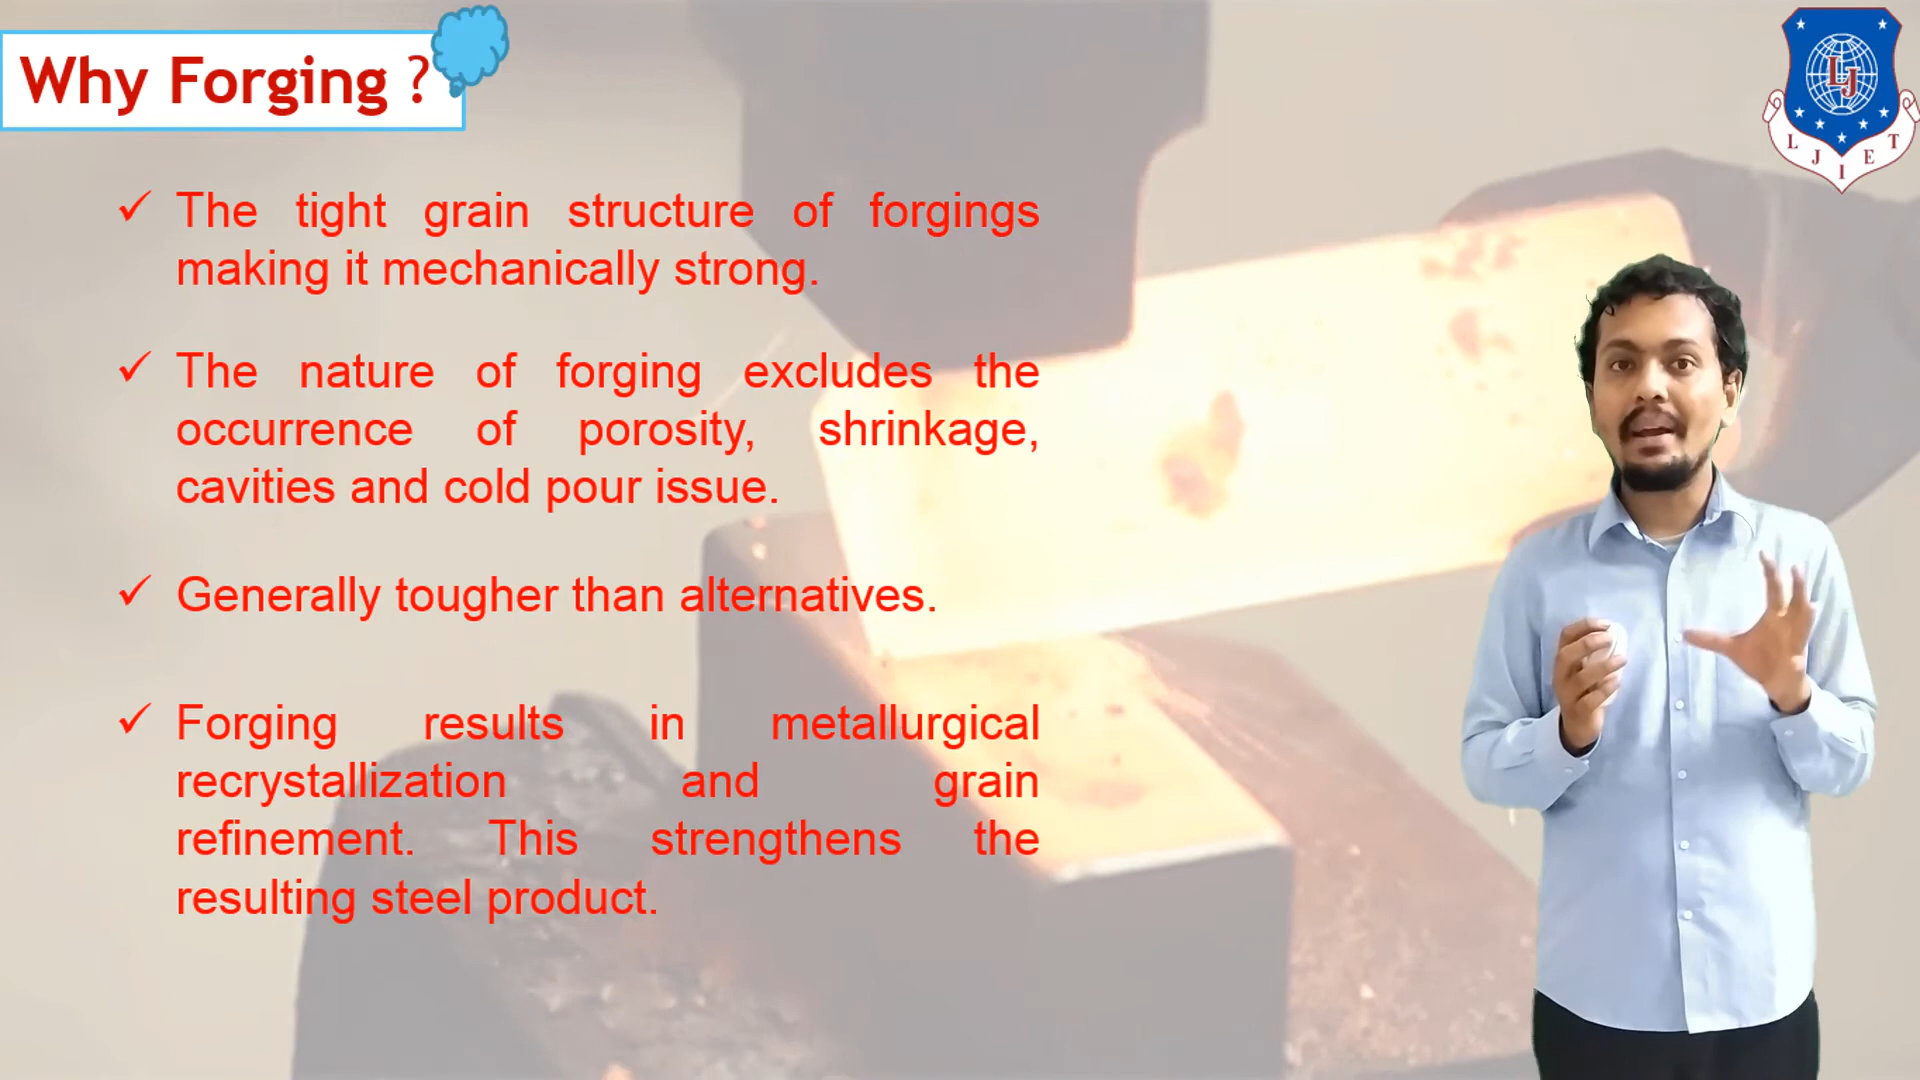 Why Forging ?
The tight grain structure of forgings
making it mechanically strong.
The nature of forging excludes the
occurrence of porosity, shrinkage,
cavities and cold pour issue.
Generally tougher than alternatives.
Forging results in metallurgical
recrystallization and grain
refinement. This strengthens the
resulting steel product.
LJ
L J I E T